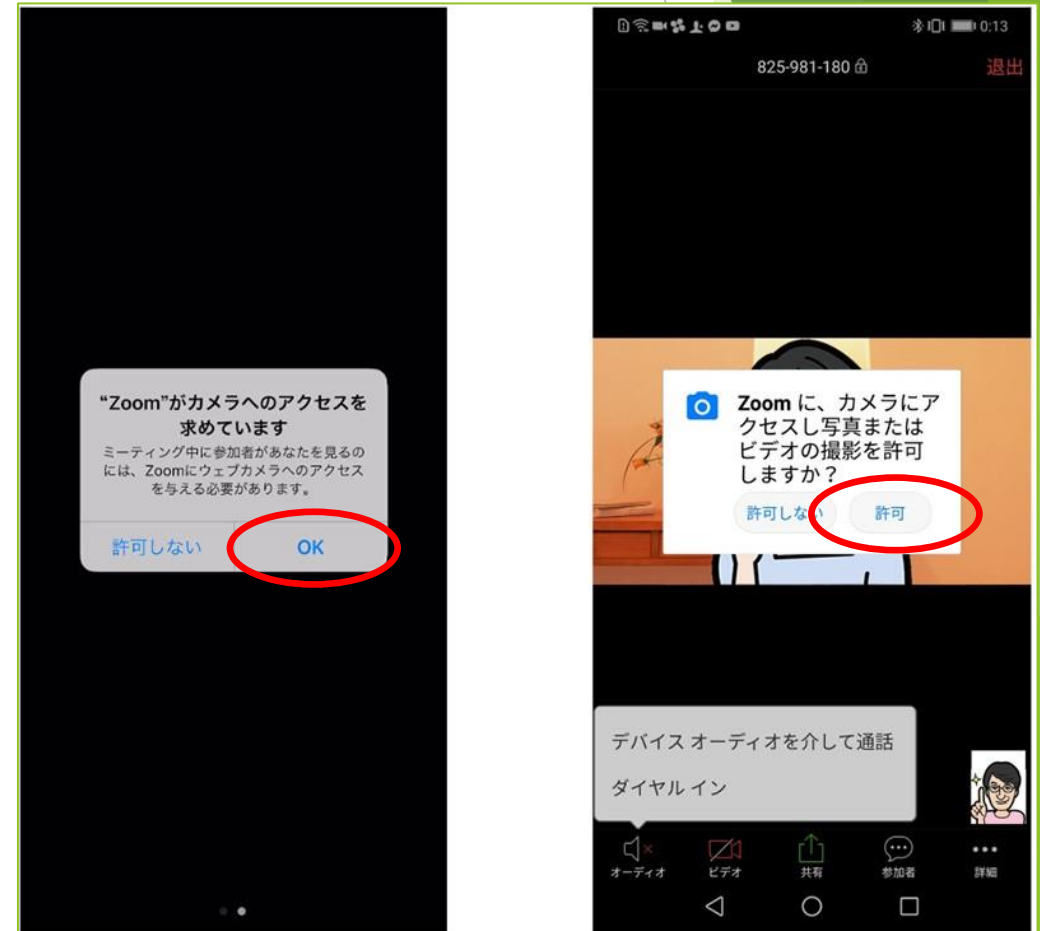 “Zoom”がカメラへのアクセスを
求めています
ミーティング中に参加者があなたを見るの
には、Zoomにウェブカメラへのアクセス
を与える必要があります。
許可しない
OK
0:13
825-981-180
退出
Zoom に、カメラにア
クセスし写真または
ビデオの撮影を許可
しますか？
許可しない
許可
デバイス オーディオを介して通話
ダイヤル イン
オーディオ
ビデオ
共有
参加者
詳細